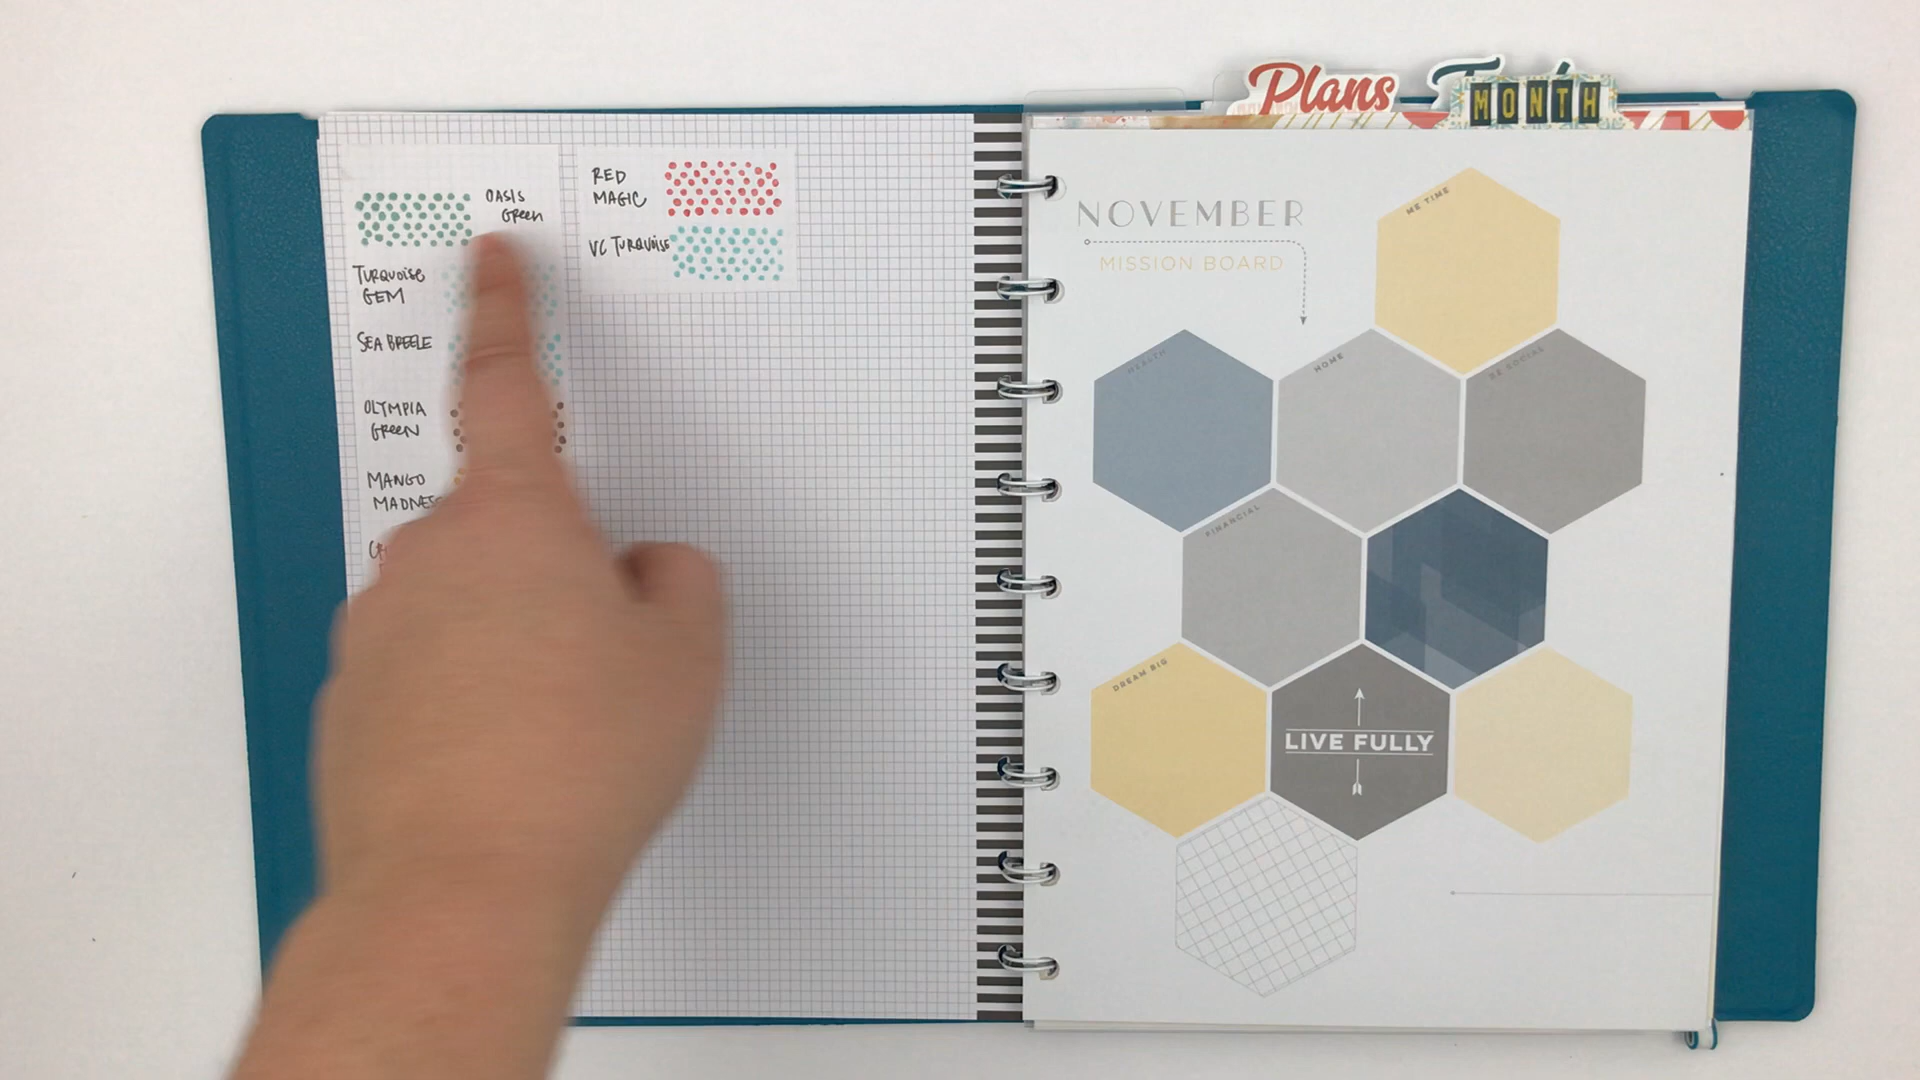 Plans
MONTH
OASIS
GReen
TURQUOiSe
GEM
SEA BREEZE
OLYMPIA
GReeN
MANGO
MADNESS
RED
MAGIC
VC TURQUOiSe
NOVEMBER
MISSION BOARD
ME TIME
HEALTH
HOME
BE SOCIAL
FINANCIAL
DREAM BIG
LIVE FULLY